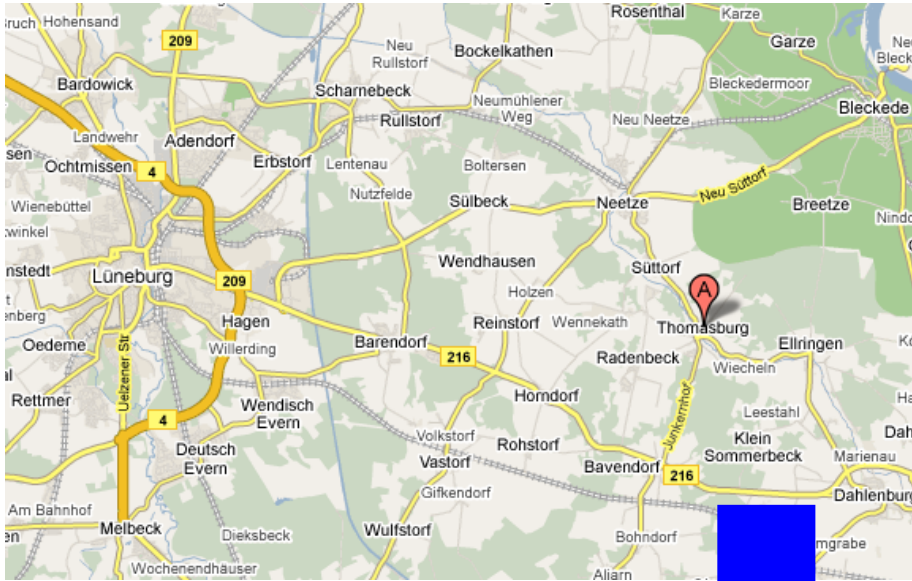 Bruch
Hohensand
209
Neu
Rullstorf
Bockelkathen
Rosenthal
Karze
Garze
Neu
Bleckede
Bardowick
Scharnebeck
Bleckedermoor
Neumühlener
Weg
Landwehr
Adendorf
Rullstorf
Neu Neetze
Ochtmissen
4
Erbstorf
Lentenau
Boltersen
Nutzfelde
Neu Süttorf
Wienebüttel
Sülbeck
Neetze
Breetze
Lüneburg
209
Wendhausen
Süttorf
A
Holzen
Hagen
Reinstorf
Wennekath
Thomasburg
Oedeme
Willerding
Barendorf
216
Radenbeck
Ellringen
Wiecheln
Uelzener Str
Rettmer
Horndorf
Junkernhof
Leestahl
4
Wendisch
Evern
Volkstorf
Rohstorf
Klein
Sommerbeck
Deutsch
Evern
Vastorf
Bavendorf
216
Marienau
Gifkendorf
Dahlenburg
Am Bahnhof
Melbeck
Dieksbeck
Wulfstorf
Bohndorf
Wochenendhäuser
Aljarn